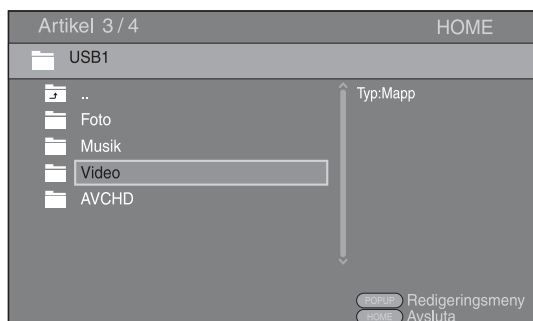 Artikel 3 / 4 HOME
USB1
..
Typ:Mapp
Foto
Musik
Video
AVCHD
POPUP Redigeringsmeny
HOME Avsluta